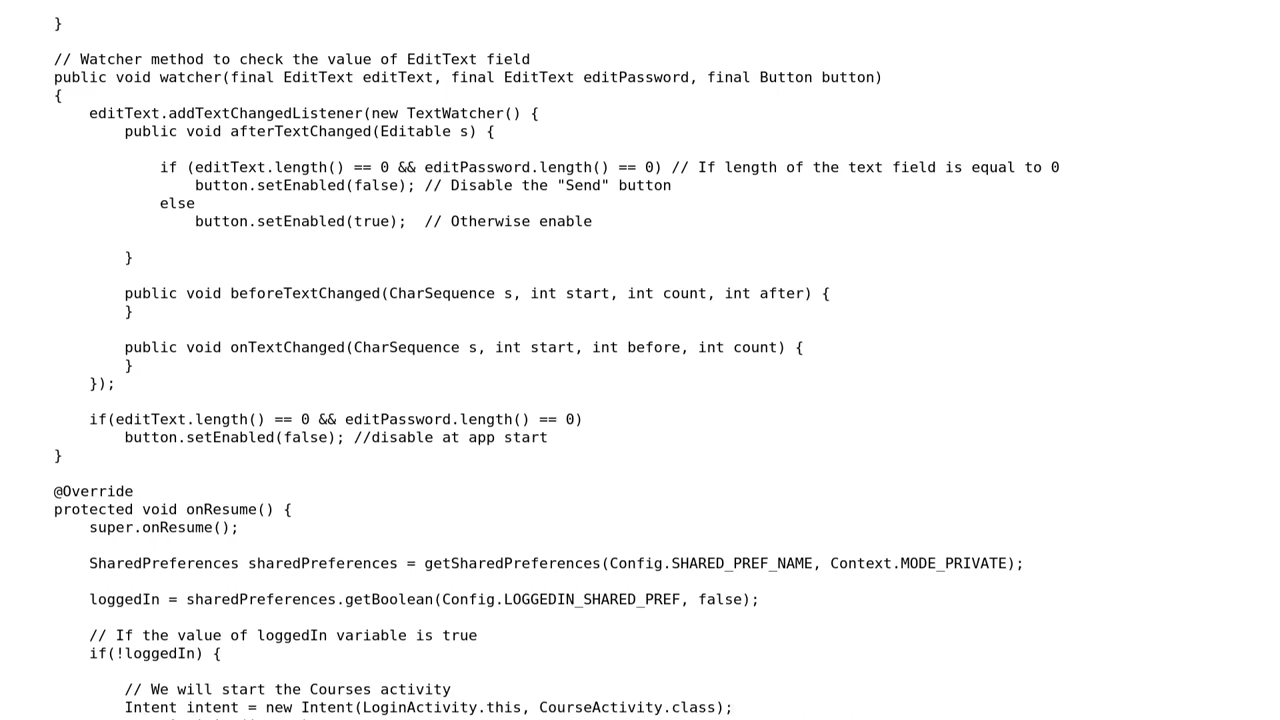 }
// Watcher method to check the value of EditText field
public void watcher(final EditText editText, final EditText editPassword, final Button button)
{
editText.addTextChangedListener(new TextWatcher() {
public void afterTextChanged(Editable s) {
if (editText.length() == 0 && editPassword.length() == 0) // If length of the text field is equal to 0
button.setEnabled(false); // Disable the "Send" button
else
button.setEnabled(true);  // Otherwise enable
}
public void beforeTextChanged(CharSequence s, int start, int count, int after) {
}
public void onTextChanged(CharSequence s, int start, int before, int count) {
}
});
if(editText.length() == 0 && editPassword.length() == 0)
button.setEnabled(false); //disable at app start
}
@Override
protected void onResume() {
super.onResume();
SharedPreferences sharedPreferences = getSharedPreferences(Config.SHARED_PREF_NAME, Context.MODE_PRIVATE);
loggedIn = sharedPreferences.getBoolean(Config.LOGGEDIN_SHARED_PREF, false);
// If the value of loggedIn variable is true
if(!loggedIn) {
// We will start the Courses activity
Intent intent = new Intent(LoginActivity.this, CourseActivity.class);